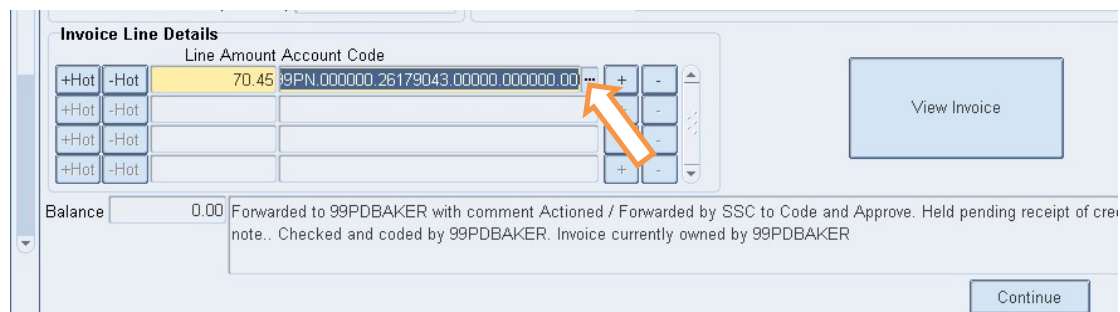 Invoice Line Details
Line Amount Account Code
+Hot -Hot 70.45 99PN.000000.26179043.00000.000000.00 ... + -
+Hot -Hot -
+Hot -Hot -
+Hot -Hot + -
View Invoice
Balance 0.00 Forwarded to 99PDBAKER with comment Actioned / Forwarded by SSC to Code and Approve. Held pending receipt of cre
note.. Checked and coded by 99PDBAKER. Invoice currently owned by 99PDBAKER
Continue